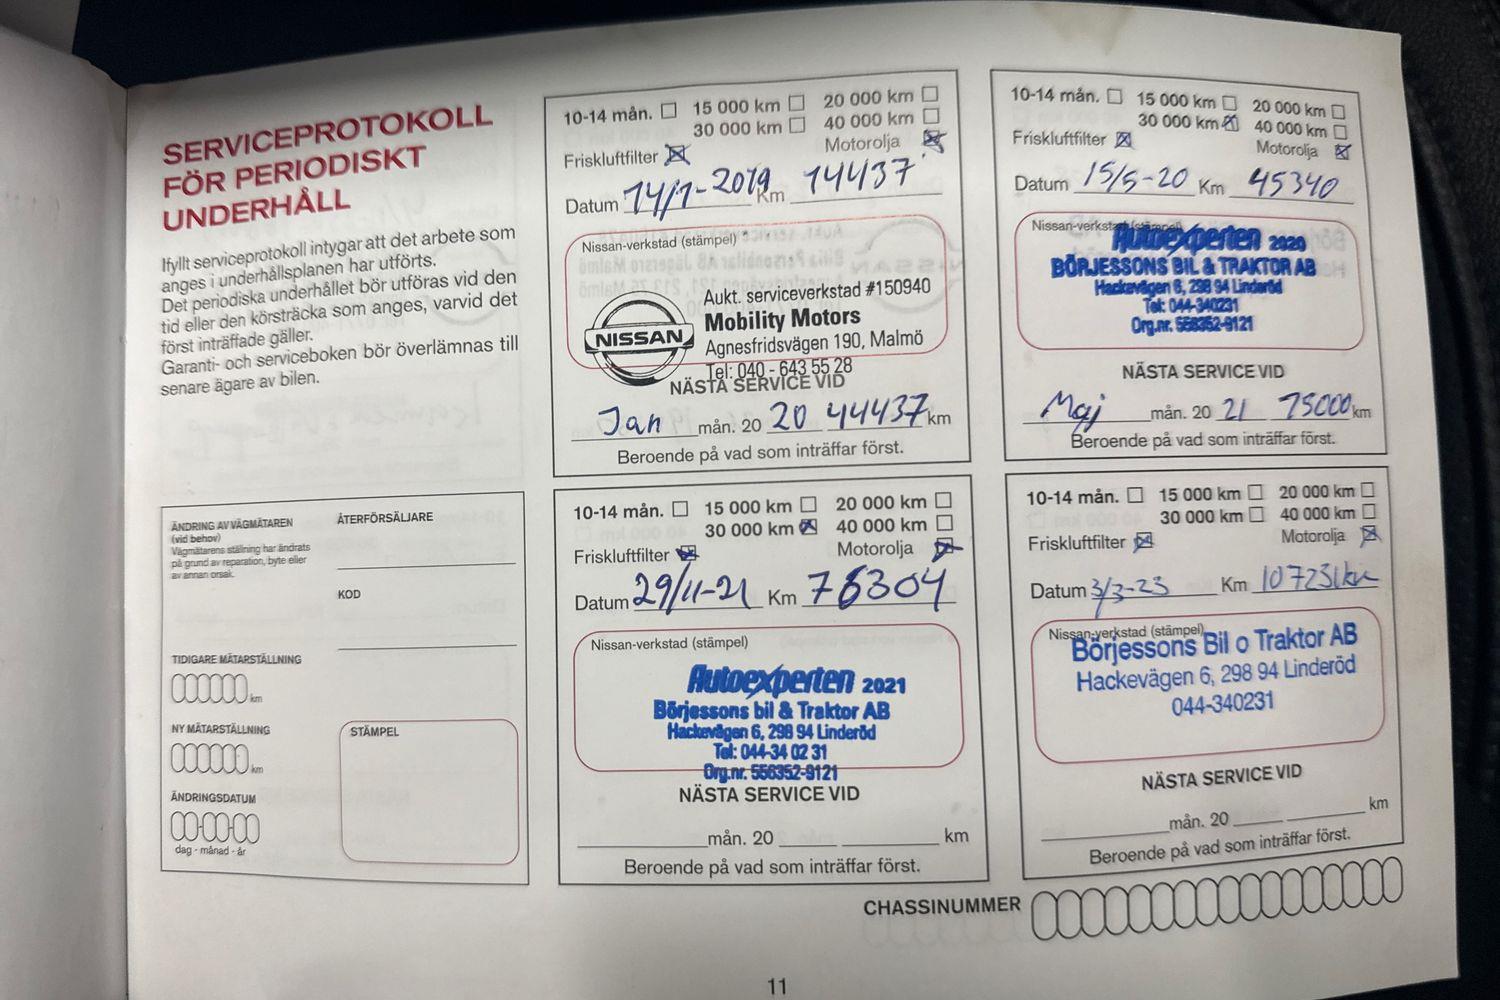 SERVICEPROTOKOLL
FÖR PERIODISKT
UNDERHÅLL
Ifyllt serviceprotokoll intygar att det arbete som
anges i underhållsplanen har utförts.
Det periodiska underhållet bör utföras vid den
tid eller den körsträcka som anges, varvid det
först inträffade gäller.
Garanti- och serviceboken bör överlämnas till
senare ägare av bilen.
ÄNDRING AV VÄGMÄTAREN
(vid behov)
Vägmätarens ställning har ändrats
på grund av reparation, byte eller
av annan orsak.
ÅTERFÖRSÄLJARE
KOD
TIDIGARE MÄTARSTÄLLNING
km
NY MÄTARSTÄLLNING
km
ÄNDRINGSDATUM
dag - månad - år
STÄMPEL
10-14 mån. 15 000 km 20 000 km
30 000 km 40 000 km
Friskluftfilter Motorolja
Datum 14/1-2019 Km 14437
Nissan-verkstad (stämpel)
NISSAN
Aukt. serviceverkstad #150940
Mobility Motors
Agnesfridsvägen 190, Malmö
Tel: 040 - 643 55 28
NÄSTA SERVICE VID
Jan mån. 20 20 44437 km
Beroende på vad som inträffar först.
10-14 mån. 15 000 km 20 000 km
30 000 km 40 000 km
Friskluftfilter Motorolja
Datum 15/5-20 Km 45340
Nissan-verkstad (stämpel)
Autoexperten 2020
BÖRJESSONS BIL & TRAKTOR AB
Hackevägen 6, 298 94 Linderöd
Tel: 044-340231
Org.nr. 556352-9121
NÄSTA SERVICE VID
Maj mån. 20 21 75000 km
Beroende på vad som inträffar först.
10-14 mån. 15 000 km 20 000 km
30 000 km 40 000 km
Friskluftfilter Motorolja
Datum 29/11-21 Km 76304
Nissan-verkstad (stämpel)
Autoexperten 2021
Börjessons bil & Traktor AB
Hackevägen 6, 298 94 Linderöd
Tel: 044-34 02 31
Org.nr. 556352-9121
NÄSTA SERVICE VID
mån. 20 km
Beroende på vad som inträffar först.
10-14 mån. 15 000 km 20 000 km
30 000 km 40 000 km
Friskluftfilter Motorolja
Datum 3/3-23 Km 107231km
Nissan-verkstad (stämpel)
Börjessons Bil o Traktor AB
Hackevägen 6, 298 94 Linderöd
044-340231
NÄSTA SERVICE VID
mån. 20 km
Beroende på vad som inträffar först.
CHASSINUMMER
11